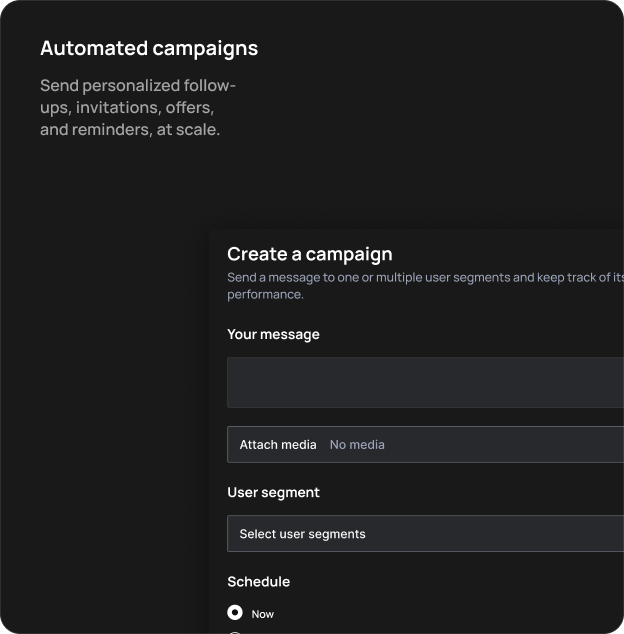 Automated campaigns
Send personalized follow-
ups, invitations, offers,
and reminders, at scale.
Create a campaign
Send a message to one or multiple user segments and keep track of its
performance.
Your message
Attach media No media
User segment
Select user segments
Schedule
Now